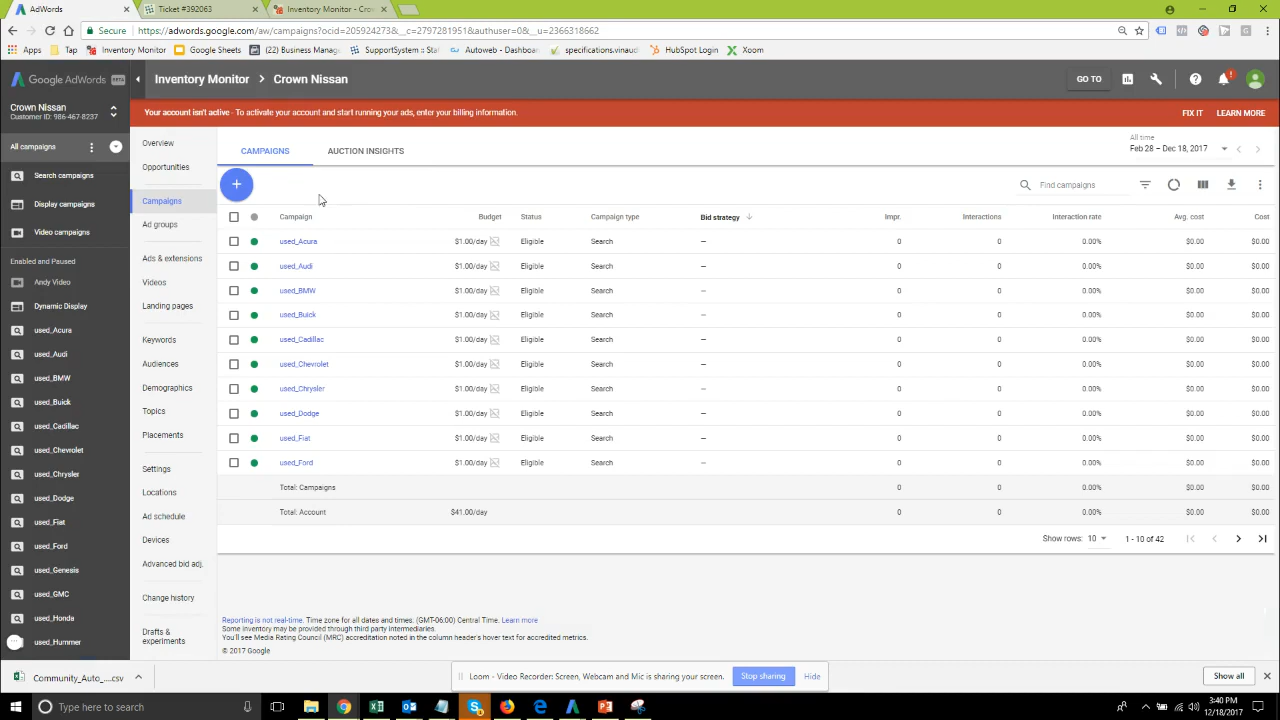 AdWords
Ticket #392063
Inventory Monitor - Crown N
Secure
https://adwords.google.com/aw/campaigns?ocid=205924273&__c=2797281951&authuser=0&__u=2366318662
Apps
Tap
Inventory Monitor
Google Sheets
(22) Business Manag
SupportSystem :: Sta
Autoweb - Dashboard
specifications.vinaud
HubSpot Login
Xoom
Google AdWords BETA
Inventory Monitor > Crown Nissan
GO TO
Crown Nissan
Customer ID: 986-467-8237
Your account isn't active - To activate your account and start running your ads, enter your billing information.
FIX IT
LEARN MORE
All campaigns
Search campaigns
Display campaigns
Video campaigns
Enabled and Paused
Andy Video
Dynamic Display
used_Acura
used_Audi
used_BMW
used_Buick
used_Cadillac
used_Chevrolet
used_Chrysler
used_Dodge
used_Fiat
used_Ford
used_Genesis
used_GMC
used_Honda
used_Hummer
Overview
Opportunities
Campaigns
Ad groups
Ads & extensions
Videos
Landing pages
Keywords
Audiences
Demographics
Topics
Placements
Settings
Locations
Ad schedule
Devices
Advanced bid adj.
Change history
Drafts &
experiments
CAMPAIGNS
AUCTION INSIGHTS
All time
Feb 28 – Dec 18, 2017
Find campaigns
Campaign Budget Status Campaign type Bid strategy Impr. Interactions Interaction rate Avg. cost Cost
used_Acura $1.00/day Eligible Search – 0 0 0.00% $0.00 $0.00
used_Audi $1.00/day Eligible Search – 0 0 0.00% $0.00 $0.00
used_BMW $1.00/day Eligible Search – 0 0 0.00% $0.00 $0.00
used_Buick $1.00/day Eligible Search – 0 0 0.00% $0.00 $0.00
used_Cadillac $1.00/day Eligible Search – 0 0 0.00% $0.00 $0.00
used_Chevrolet $1.00/day Eligible Search – 0 0 0.00% $0.00 $0.00
used_Chrysler $1.00/day Eligible Search – 0 0 0.00% $0.00 $0.00
used_Dodge $1.00/day Eligible Search – 0 0 0.00% $0.00 $0.00
used_Fiat $1.00/day Eligible Search – 0 0 0.00% $0.00 $0.00
used_Ford $1.00/day Eligible Search – 0 0 0.00% $0.00 $0.00
Total: Campaigns 0 0 0.00% $0.00 $0.00
Total: Account $41.00/day 0 0 0.00% $0.00 $0.00
Show rows: 10
1 - 10 of 42
Reporting is not real-time. Time zone for all dates and times: (GMT-06:00) Central Time. Learn more
Some inventory may be provided through third party intermediaries.
You'll see Media Rating Council (MRC) accreditation noted in the column header's hover text for accredited metrics.
© 2017 Google
Community_Auto_....csv
Loom - Video Recorder: Screen, Webcam and Mic is sharing your screen.
Stop sharing
Hide
Show all
Type here to search
3:40 PM
12/18/2017